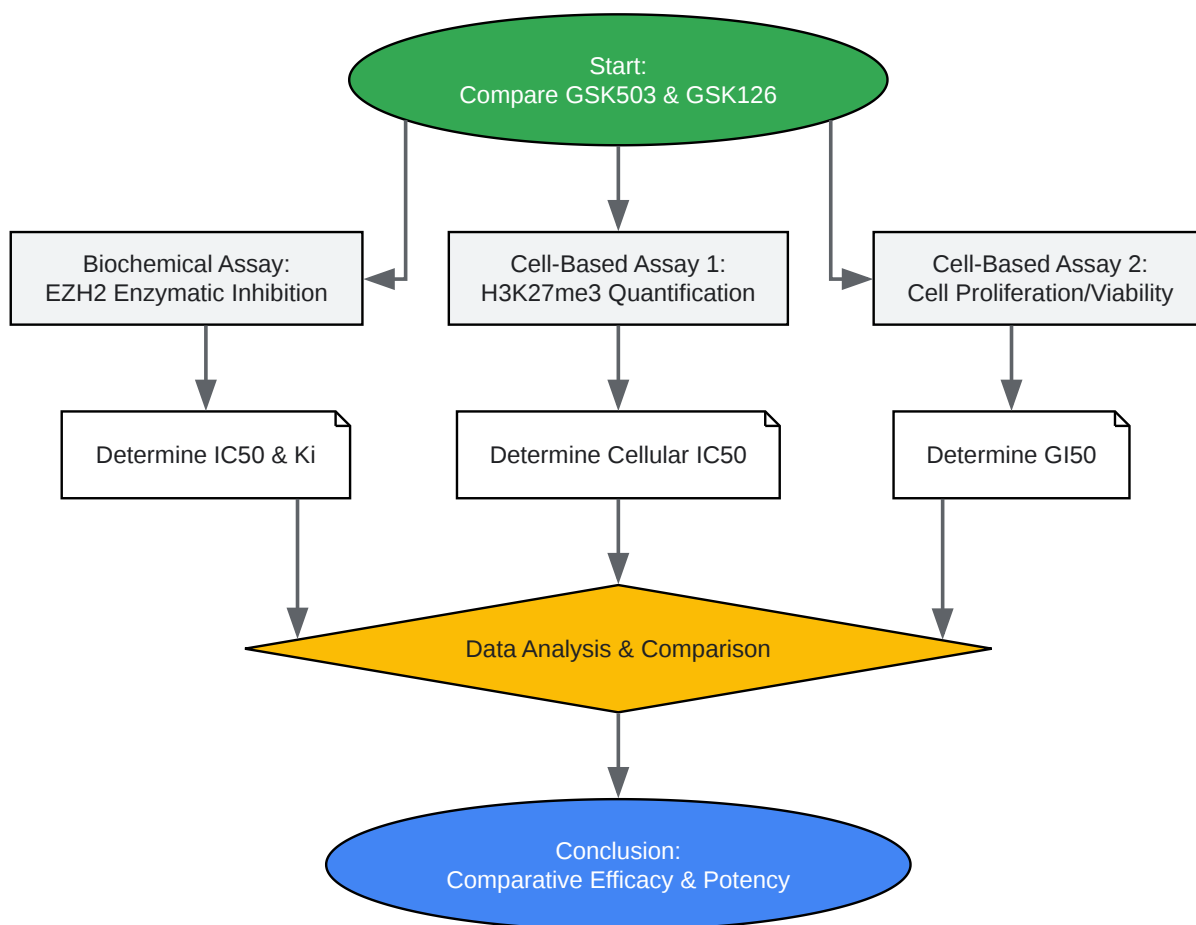 Start:
Compare GSK503 & GSK126
Biochemical Assay:
EZH2 Enzymatic Inhibition
Cell-Based Assay 1:
H3K27me3 Quantification
Cell-Based Assay 2:
Cell Proliferation/Viability
Determine IC50 & Ki
Determine Cellular IC50
Determine GI50
Data Analysis & Comparison
Conclusion:
Comparative Efficacy & Potency